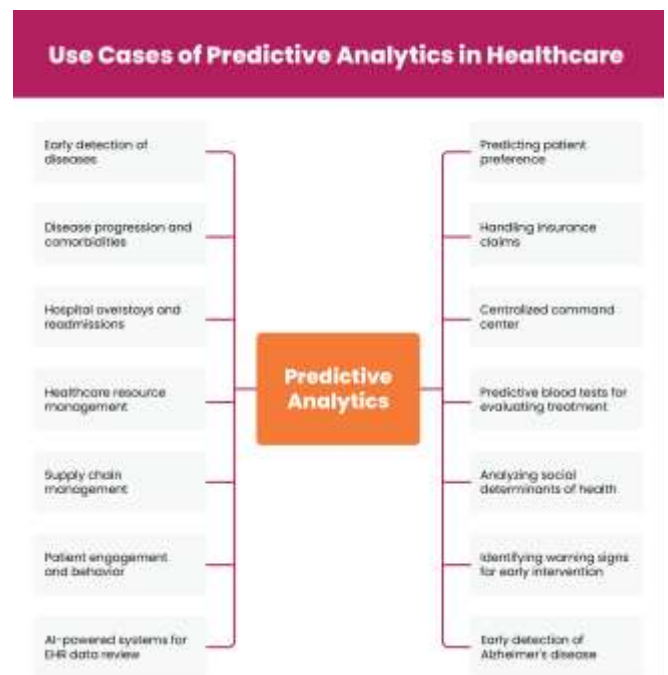 Use Cases of Predictive Analytics in Healthcare
Early detection of
diseases
Disease progression and
comorbidities
Hospital overstays and
readmissions
Healthcare resource
management
Supply chain
management
Patient engagement
and behavior
AI-powered systems for
EHR data review
Predictive
Analytics
Predicting patient
preference
Handling insurance
claims
Centralized command
center
Predictive blood tests for
evaluating treatment
Analyzing social
determinants of health
Identifying warning signs
for early intervention
Early detection of
Alzheimer's disease